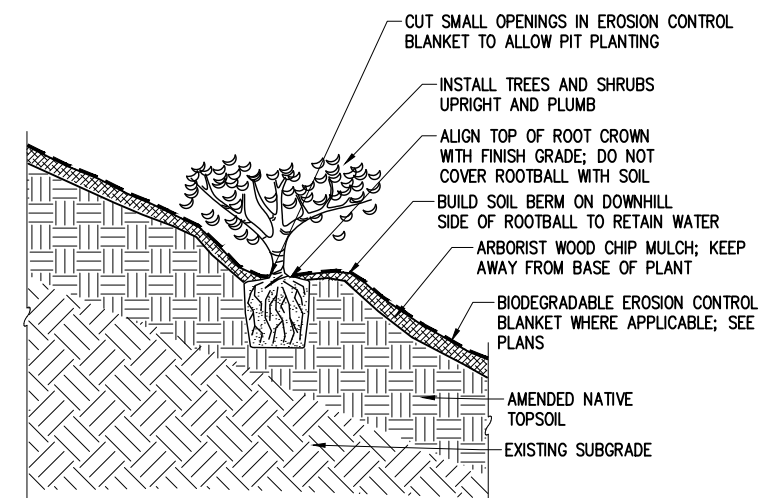 CUT SMALL OPENINGS IN EROSION CONTROL
BLANKET TO ALLOW PIT PLANTING
INSTALL TREES AND SHRUBS
UPRIGHT AND PLUMB
ALIGN TOP OF ROOT CROWN
WITH FINISH GRADE; DO NOT
COVER ROOTBALL WITH SOIL
BUILD SOIL BERM ON DOWNHILL
SIDE OF ROOTBALL TO RETAIN WATER
ARBORIST WOOD CHIP MULCH; KEEP
AWAY FROM BASE OF PLANT
BIODEGRADABLE EROSION CONTROL
BLANKET WHERE APPLICABLE; SEE
PLANS
AMENDED NATIVE
TOPSOIL
EXISTING SUBGRADE